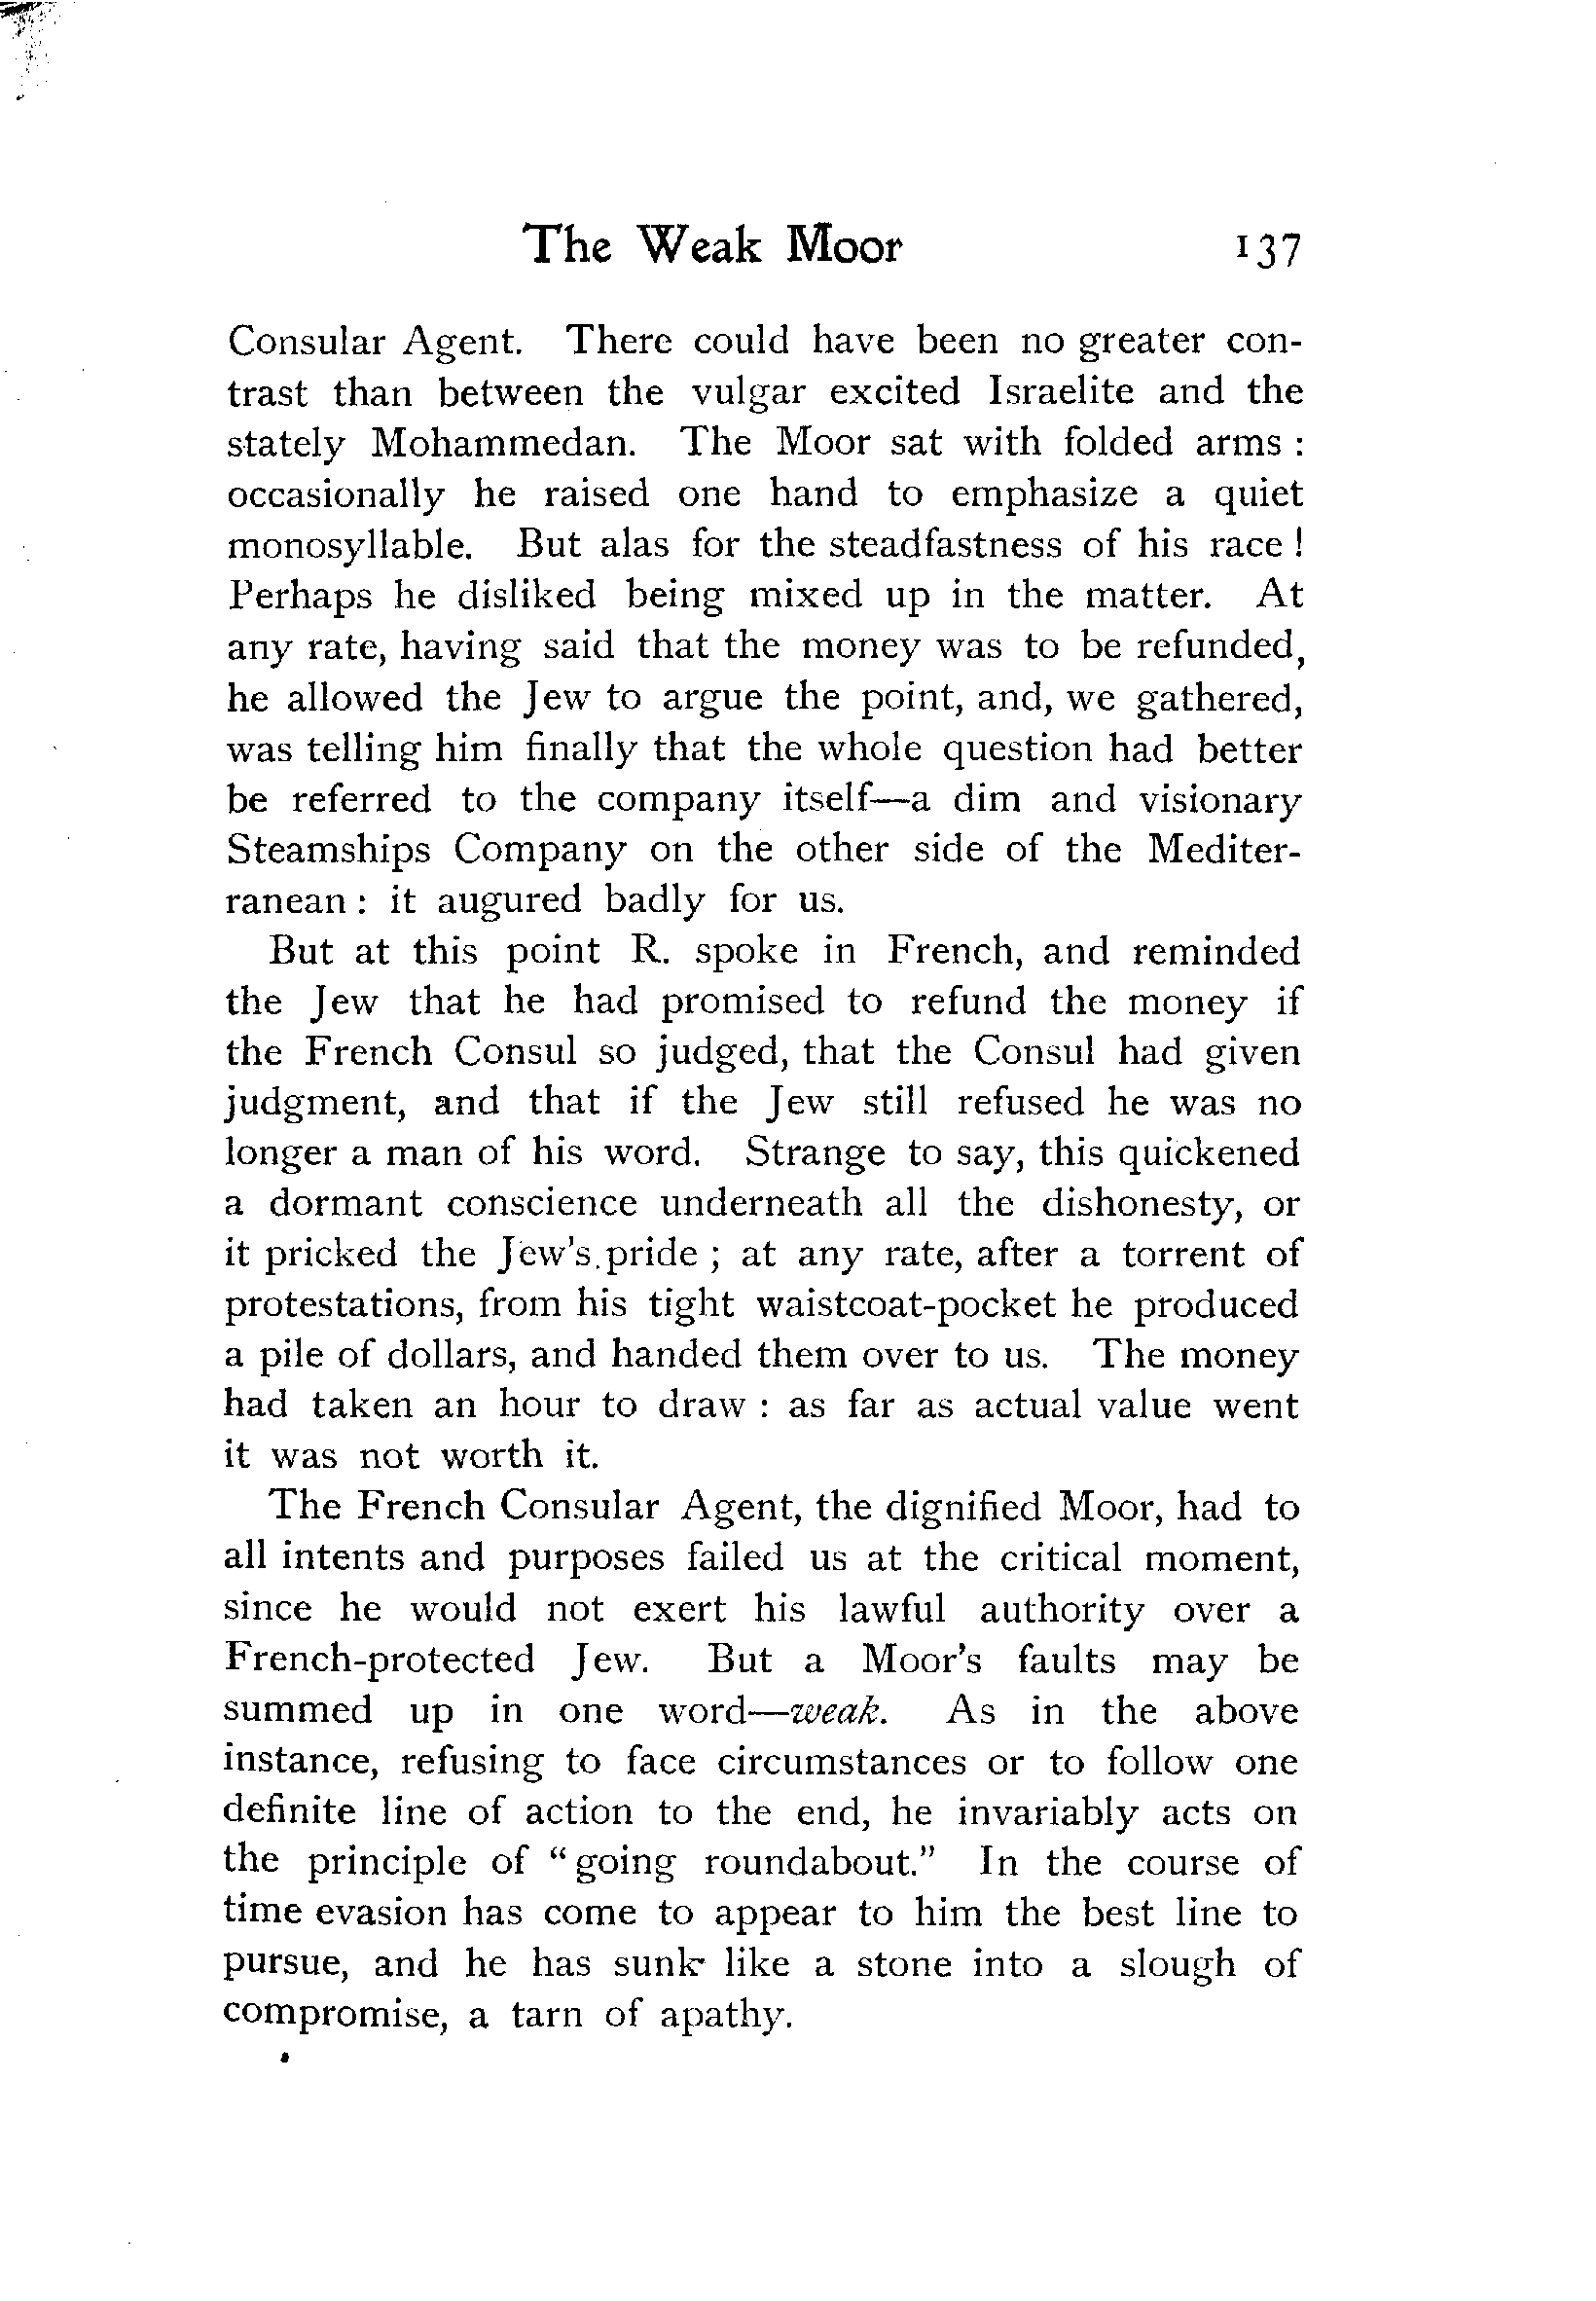 The Weak Moor 137
Consular Agent. There could have been no greater con-
trast than between the vulgar excited Israelite and the
stately Mohammedan. The Moor sat with folded arms :
occasionally he raised one hand to emphasize a quiet
monosyllable. But alas for the steadfastness of his race !
Perhaps he disliked being mixed up in the matter. At
any rate, having said that the money was to be refunded,
he allowed the Jew to argue the point, and, we gathered,
was telling him finally that the whole question had better
be referred to the company itself—a dim and visionary
Steamships Company on the other side of the Mediter-
ranean : it augured badly for us.
But at this point R. spoke in French, and reminded
the Jew that he had promised to refund the money if
the French Consul so judged, that the Consul had given
judgment, and that if the Jew still refused he was no
longer a man of his word. Strange to say, this quickened
a dormant conscience underneath all the dishonesty, or
it pricked the Jew's pride ; at any rate, after a torrent of
protestations, from his tight waistcoat-pocket he produced
a pile of dollars, and handed them over to us. The money
had taken an hour to draw : as far as actual value went
it was not worth it.
The French Consular Agent, the dignified Moor, had to
all intents and purposes failed us at the critical moment,
since he would not exert his lawful authority over a
French-protected Jew. But a Moor's faults may be
summed up in one word—weak. As in the above
instance, refusing to face circumstances or to follow one
definite line of action to the end, he invariably acts on
the principle of "going roundabout." In the course of
time evasion has come to appear to him the best line to
pursue, and he has sunk like a stone into a slough of
compromise, a tarn of apathy.